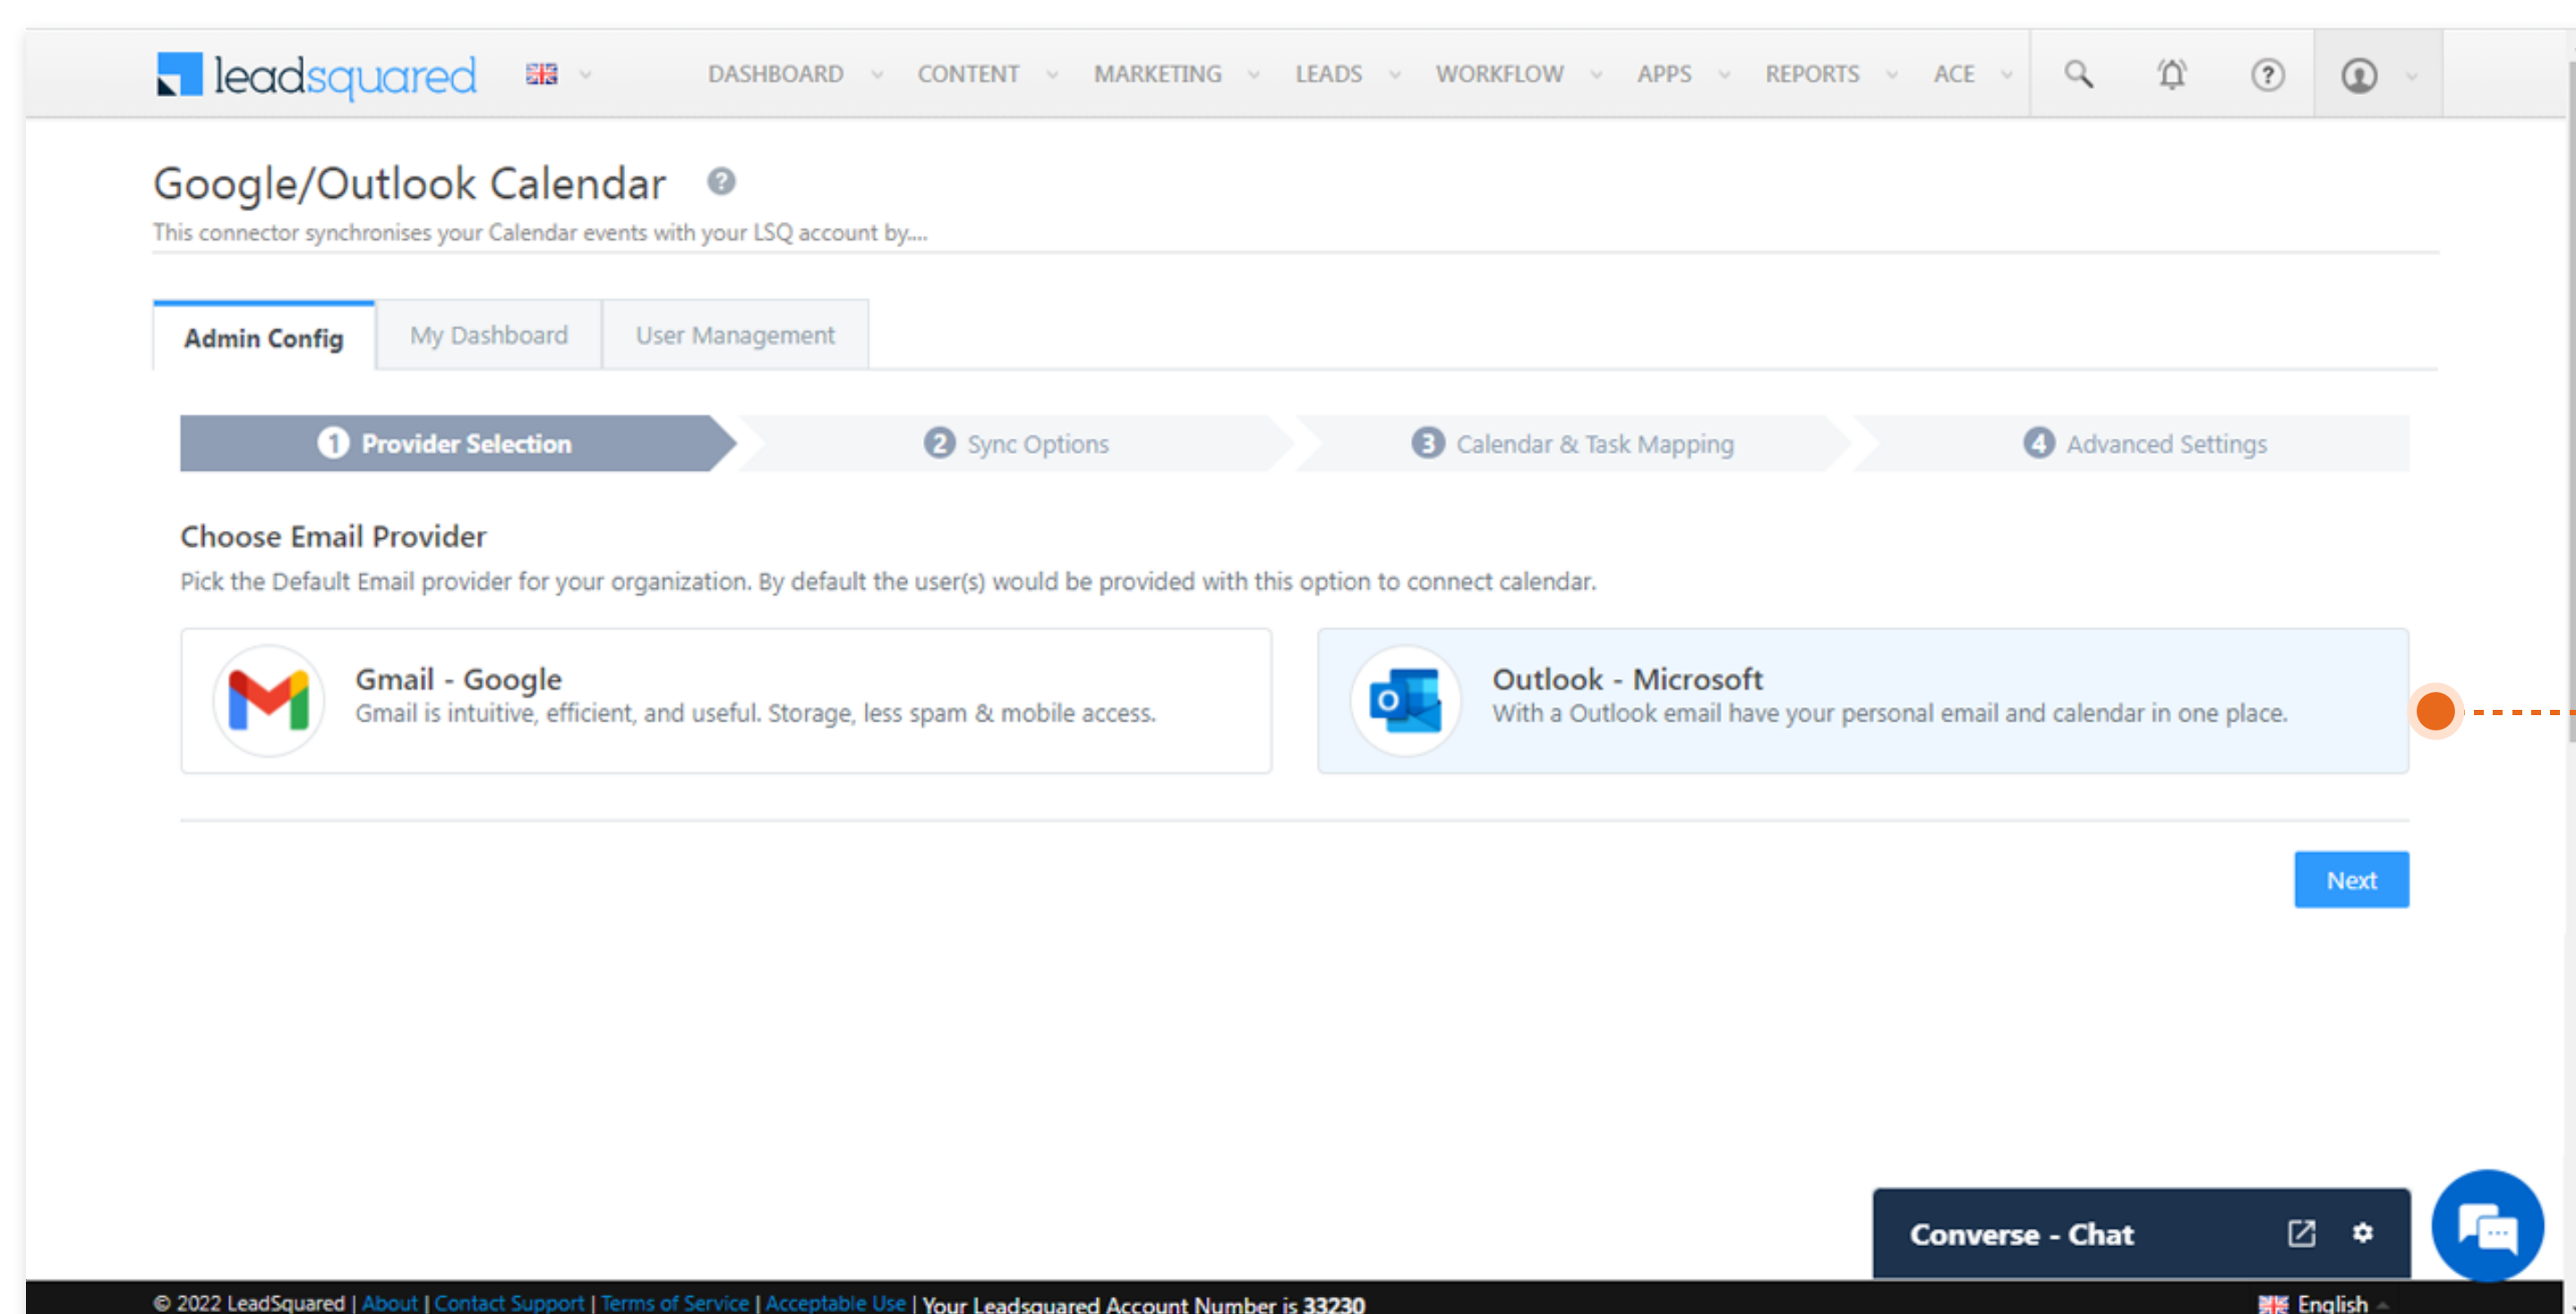 leadsquared DASHBOARD CONTENT MARKETING LEADS WORKFLOW APPS REPORTS ACE ?
Google/Outlook Calendar ?
This connector synchronises your Calendar events with your LSQ account by....
Admin Config My Dashboard User Management
1 Provider Selection 2 Sync Options 3 Calendar & Task Mapping 4 Advanced Settings
Choose Email Provider
Pick the Default Email provider for your organization. By default the user(s) would be provided with this option to connect calendar.
Gmail - Google
Gmail is intuitive, efficient, and useful. Storage, less spam & mobile access.
O
Outlook - Microsoft
With a Outlook email have your personal email and calendar in one place.
Next
Converse - Chat
© 2022 LeadSquared | About | Contact Support | Terms of Service | Acceptable Use | Your Leadsquared Account Number is 33230 English